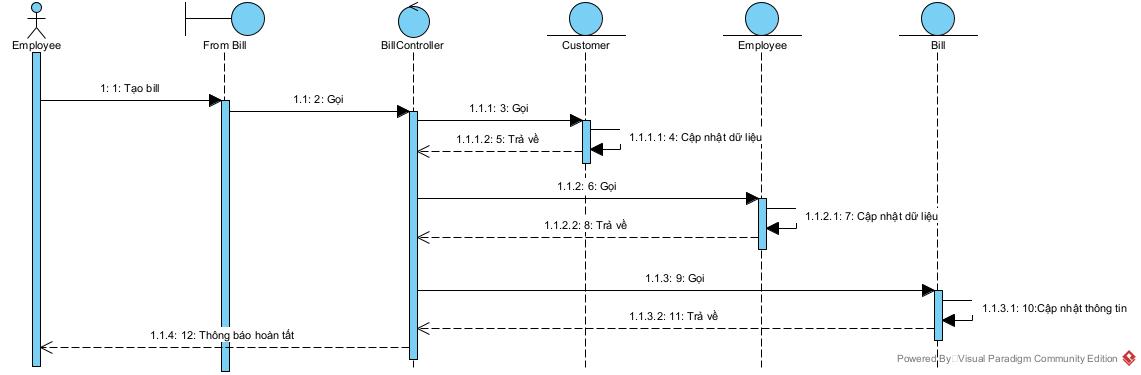 Employee
From Bill
BillController
Customer
Employee
Bill
1: 1: Tạo bill
1.1: 2: Gọi
1.1.1: 3: Gọi
1.1.1.1: 4: Cập nhật dữ liệu
1.1.1.2: 5: Trả về
1.1.2: 6: Gọi
1.1.2.1: 7: Cập nhật dữ liệu
1.1.2.2: 8: Trả về
1.1.3: 9: Gọi
1.1.3.1: 10:Cập nhật thông tin
1.1.3.2: 11: Trả về
1.1.4: 12: Thông báo hoàn tất
Powered By Visual Paradigm Community Edition